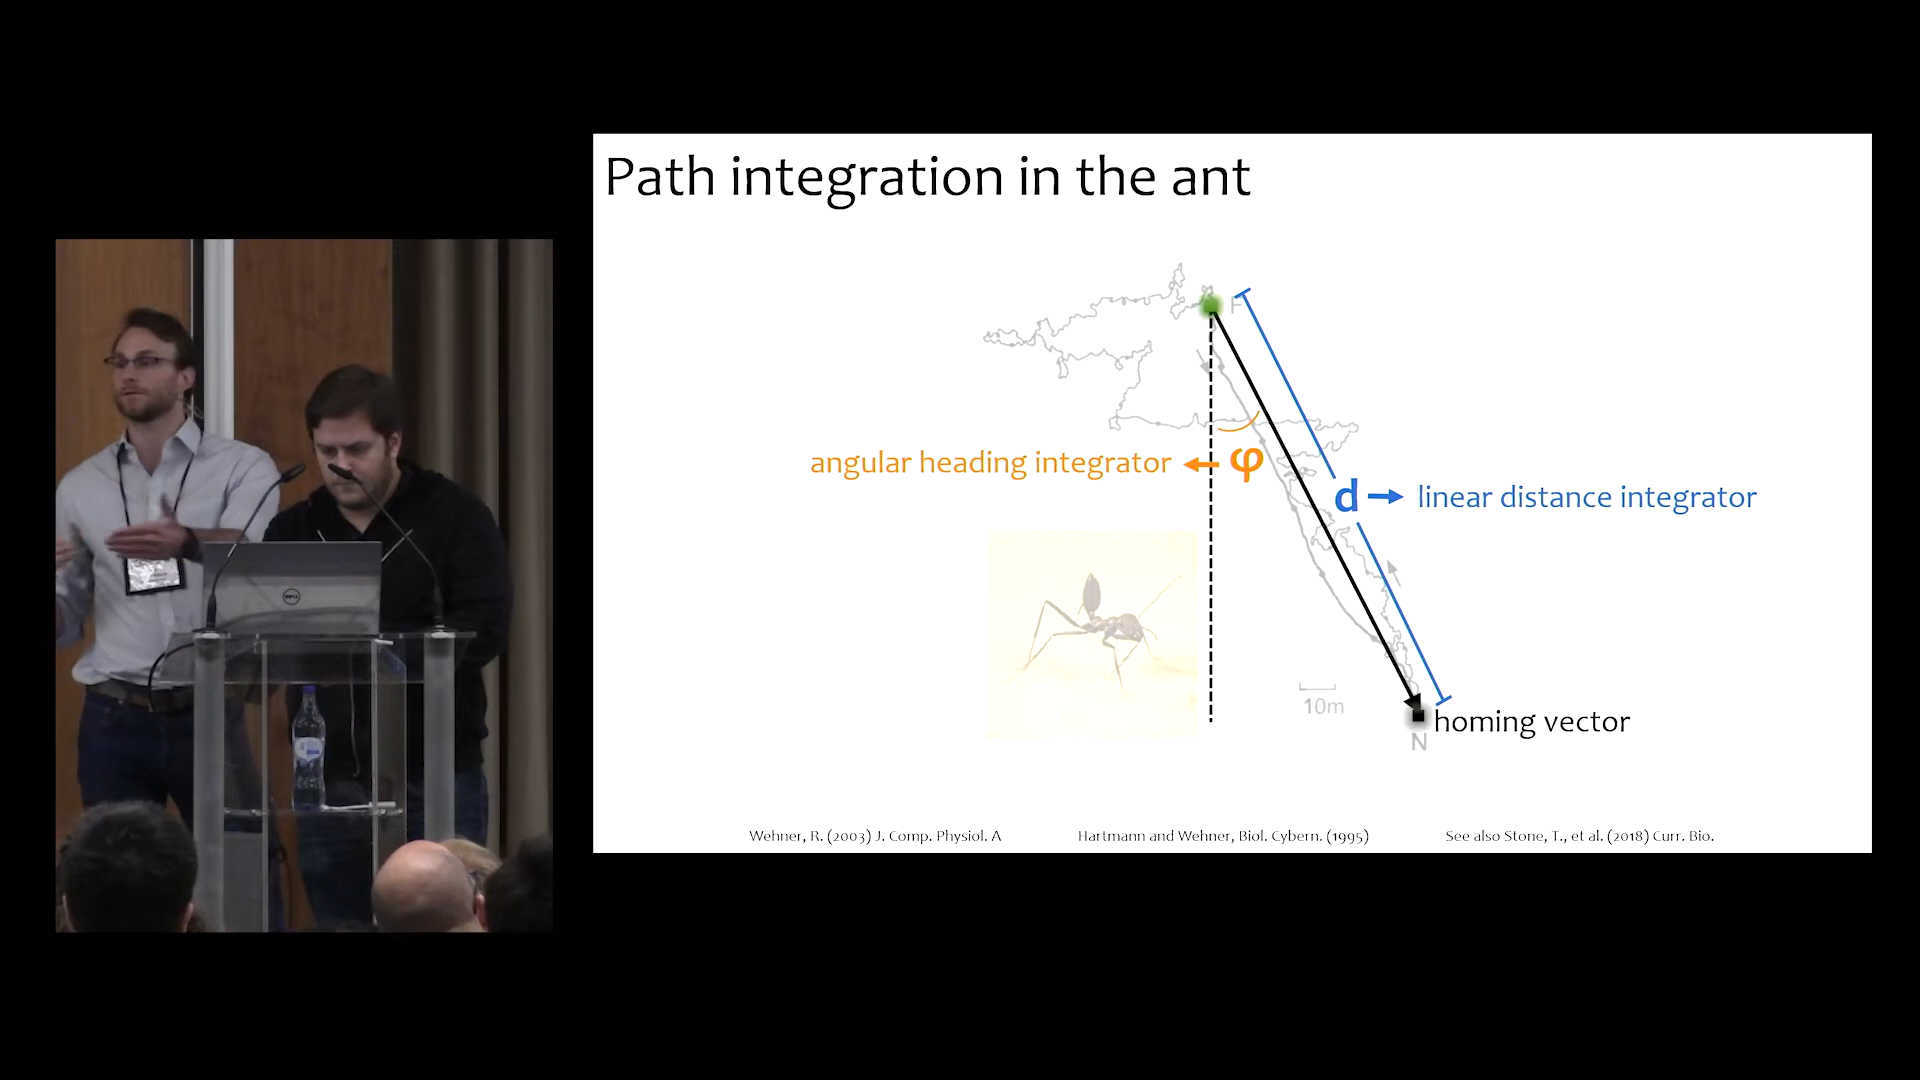 Path integration in the ant
F
angular heading integrator
φ
d
linear distance integrator
10m
homing vector
N
Wehner, R. (2003) J. Comp. Physiol. A
Hartmann and Wehner, Biol. Cybern. (1995)
See also Stone, T., et al. (2018) Curr. Bio.
DELL